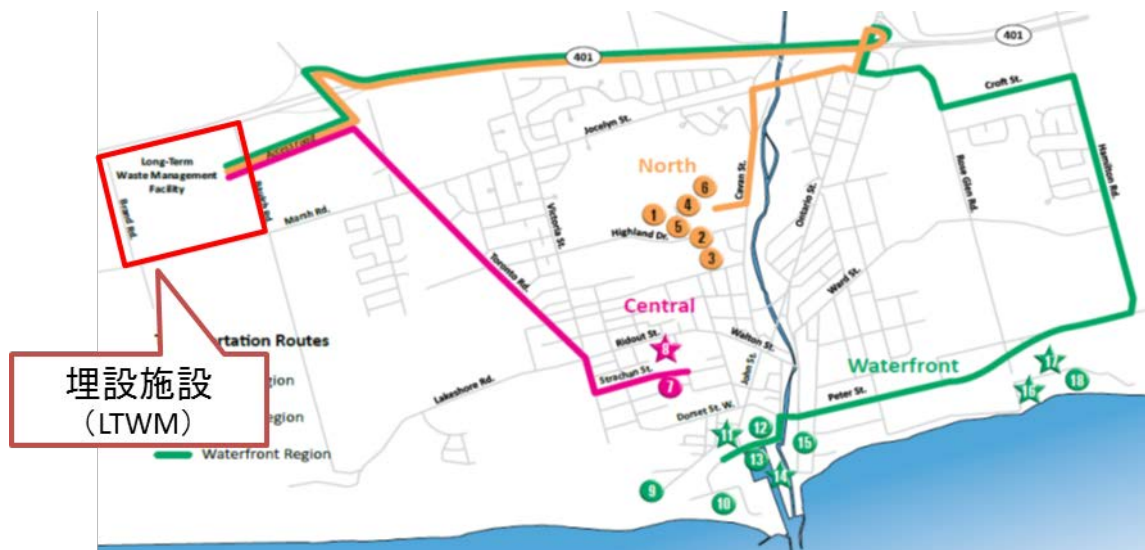 401
401
Croft St.
Jocelyn St.
Hamilton Rd.
Long-Term
Waste Management
Facility
North
Cavan St.
6
4
1
5
2
3
Highland Dr.
Ontario St.
Rose Glen Rd.
Marsh Rd.
Victoria St.
Toronto Rd.
Ward St.
Central
Ridout St.
8
Walton St.
John St.
Strachan St.
7
Waterfront
Peter St.
17
18
16
Lakeshore Rd.
Dorset St. W.
11
12
13
15
14
9
10
rtation Routes
gion
egion
Waterfront Region
埋設施設
（LTWM）